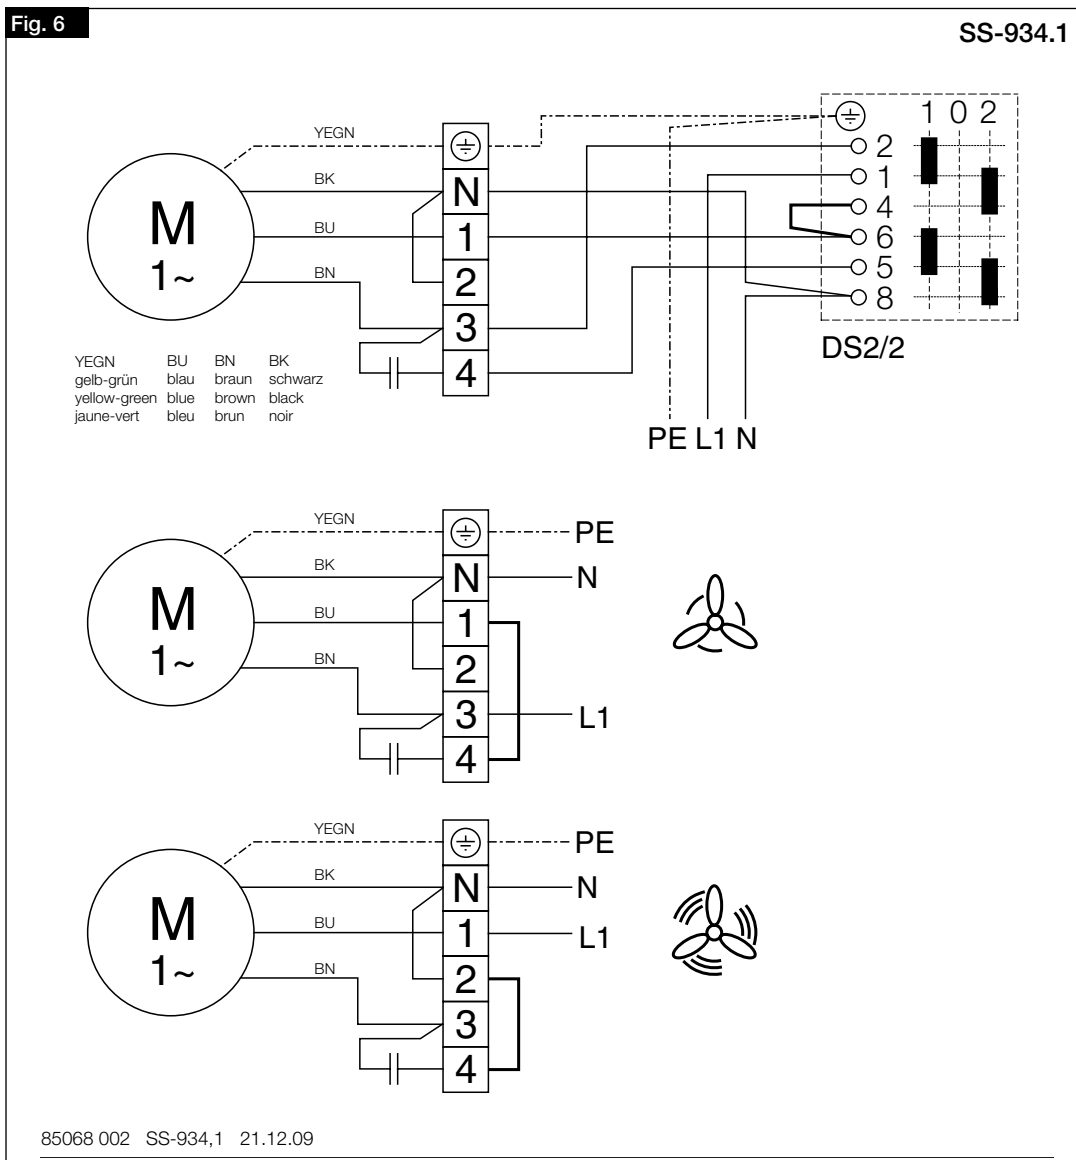 Fig. 6
SS-934.1
YEGN
BK
BU
BN
M
1~
N
1
2
3
4
1 0 2
2
1
4
6
5
8
DS2/2
YEGN BU BN BK
gelb-grün blau braun schwarz
yellow-green blue brown black
jaune-vert bleu brun noir
PE L1 N
YEGN
BK
BU
BN
M
1~
N
1
2
3
4
PE
N
L1
YEGN
BK
BU
BN
M
1~
N
1
2
3
4
PE
N
L1
85068 002 SS-934,1 21.12.09